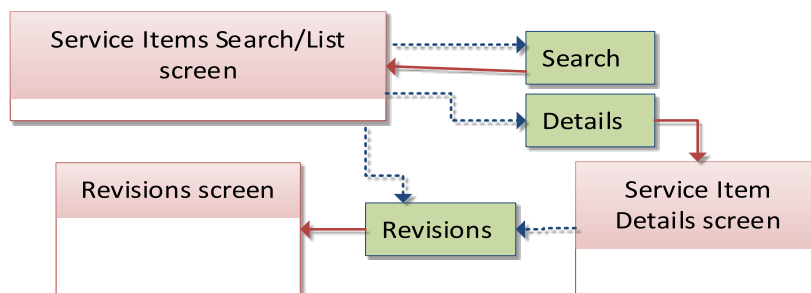 Service Items Search/List
screen
Search
Details
Revisions screen
Service Item
Details screen
Revisions